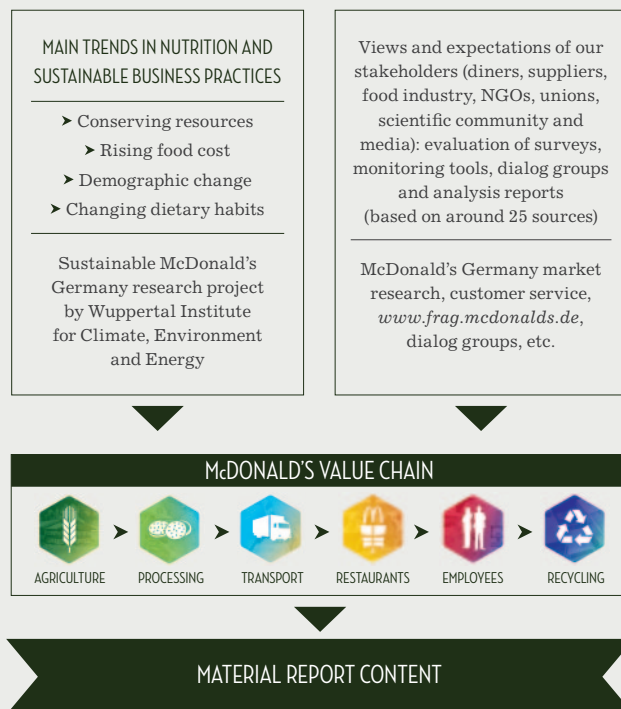 MAIN TRENDS IN NUTRITION AND
SUSTAINABLE BUSINESS PRACTICES
➤ Conserving resources
➤ Rising food cost
➤ Demographic change
➤ Changing dietary habits
Sustainable McDonald's
Germany research project
by Wuppertal Institute
for Climate, Environment
and Energy
Views and expectations of our
stakeholders (diners, suppliers,
food industry, NGOs, unions,
scientific community and
media): evaluation of surveys,
monitoring tools, dialog groups
and analysis reports
(based on around 25 sources)
McDonald's Germany market
research, customer service,
www.frag.mcdonalds.de,
dialog groups, etc.
McDONALD'S VALUE CHAIN
AGRICULTURE PROCESSING TRANSPORT RESTAURANTS EMPLOYEES RECYCLING
MATERIAL REPORT CONTENT